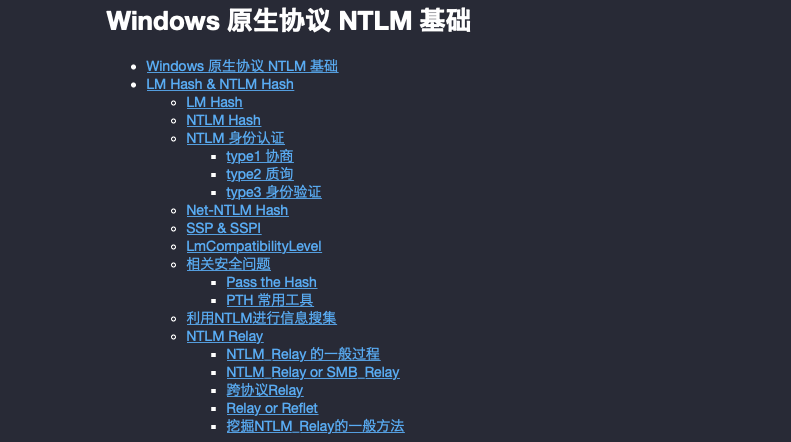 Windows 原生协议 NTLM 基础
Windows 原生协议 NTLM 基础
LM Hash & NTLM Hash
LM Hash
NTLM Hash
NTLM 身份认证
type1 协商
type2 质询
type3 身份验证
Net-NTLM Hash
SSP & SSPI
LmCompatibilityLevel
相关安全问题
Pass the Hash
PTH 常用工具
利用NTLM进行信息搜集
NTLM Relay
NTLM_Relay 的一般过程
NTLM_Relay or SMB_Relay
跨协议Relay
Relay or Reflet
挖掘NTLM_Relay的一般方法